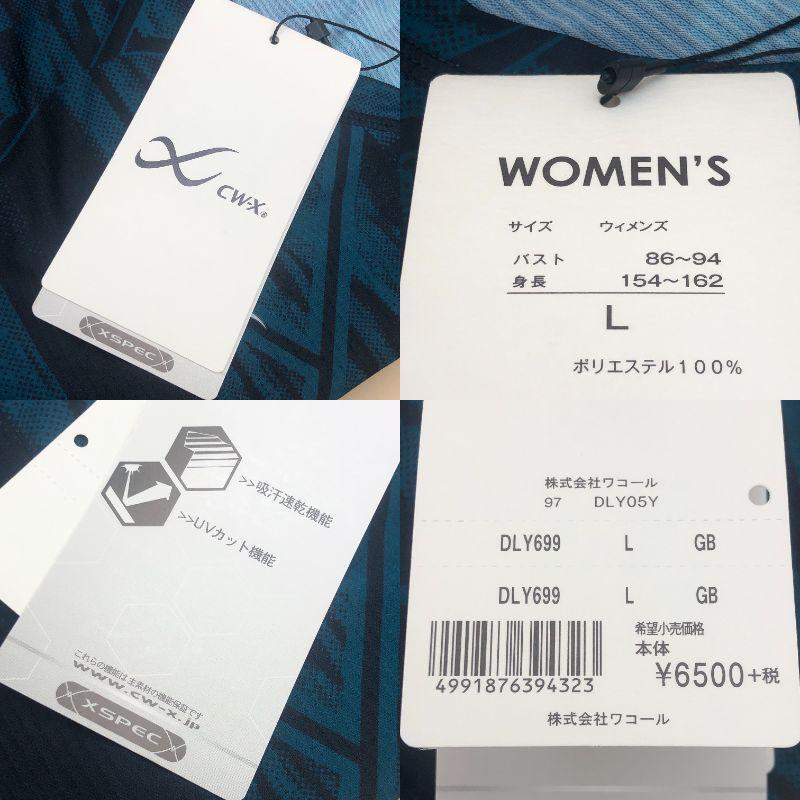 CW-X®
XSPEC
WOMEN'S
サイズ ウィメンズ
バスト 86~94
身長 154~162
L
ポリエステル100%
>>吸汗速乾機能
>>UVカット機能
これらの機能は主素材の機能保証です
www.cw-x.jp
XSPEC
株式会社ワコール
97 DLY05Y
DLY699 L GB
DLY699 L GB
希望小売価格
本体
¥6500+税
4991876394323
株式会社ワコール